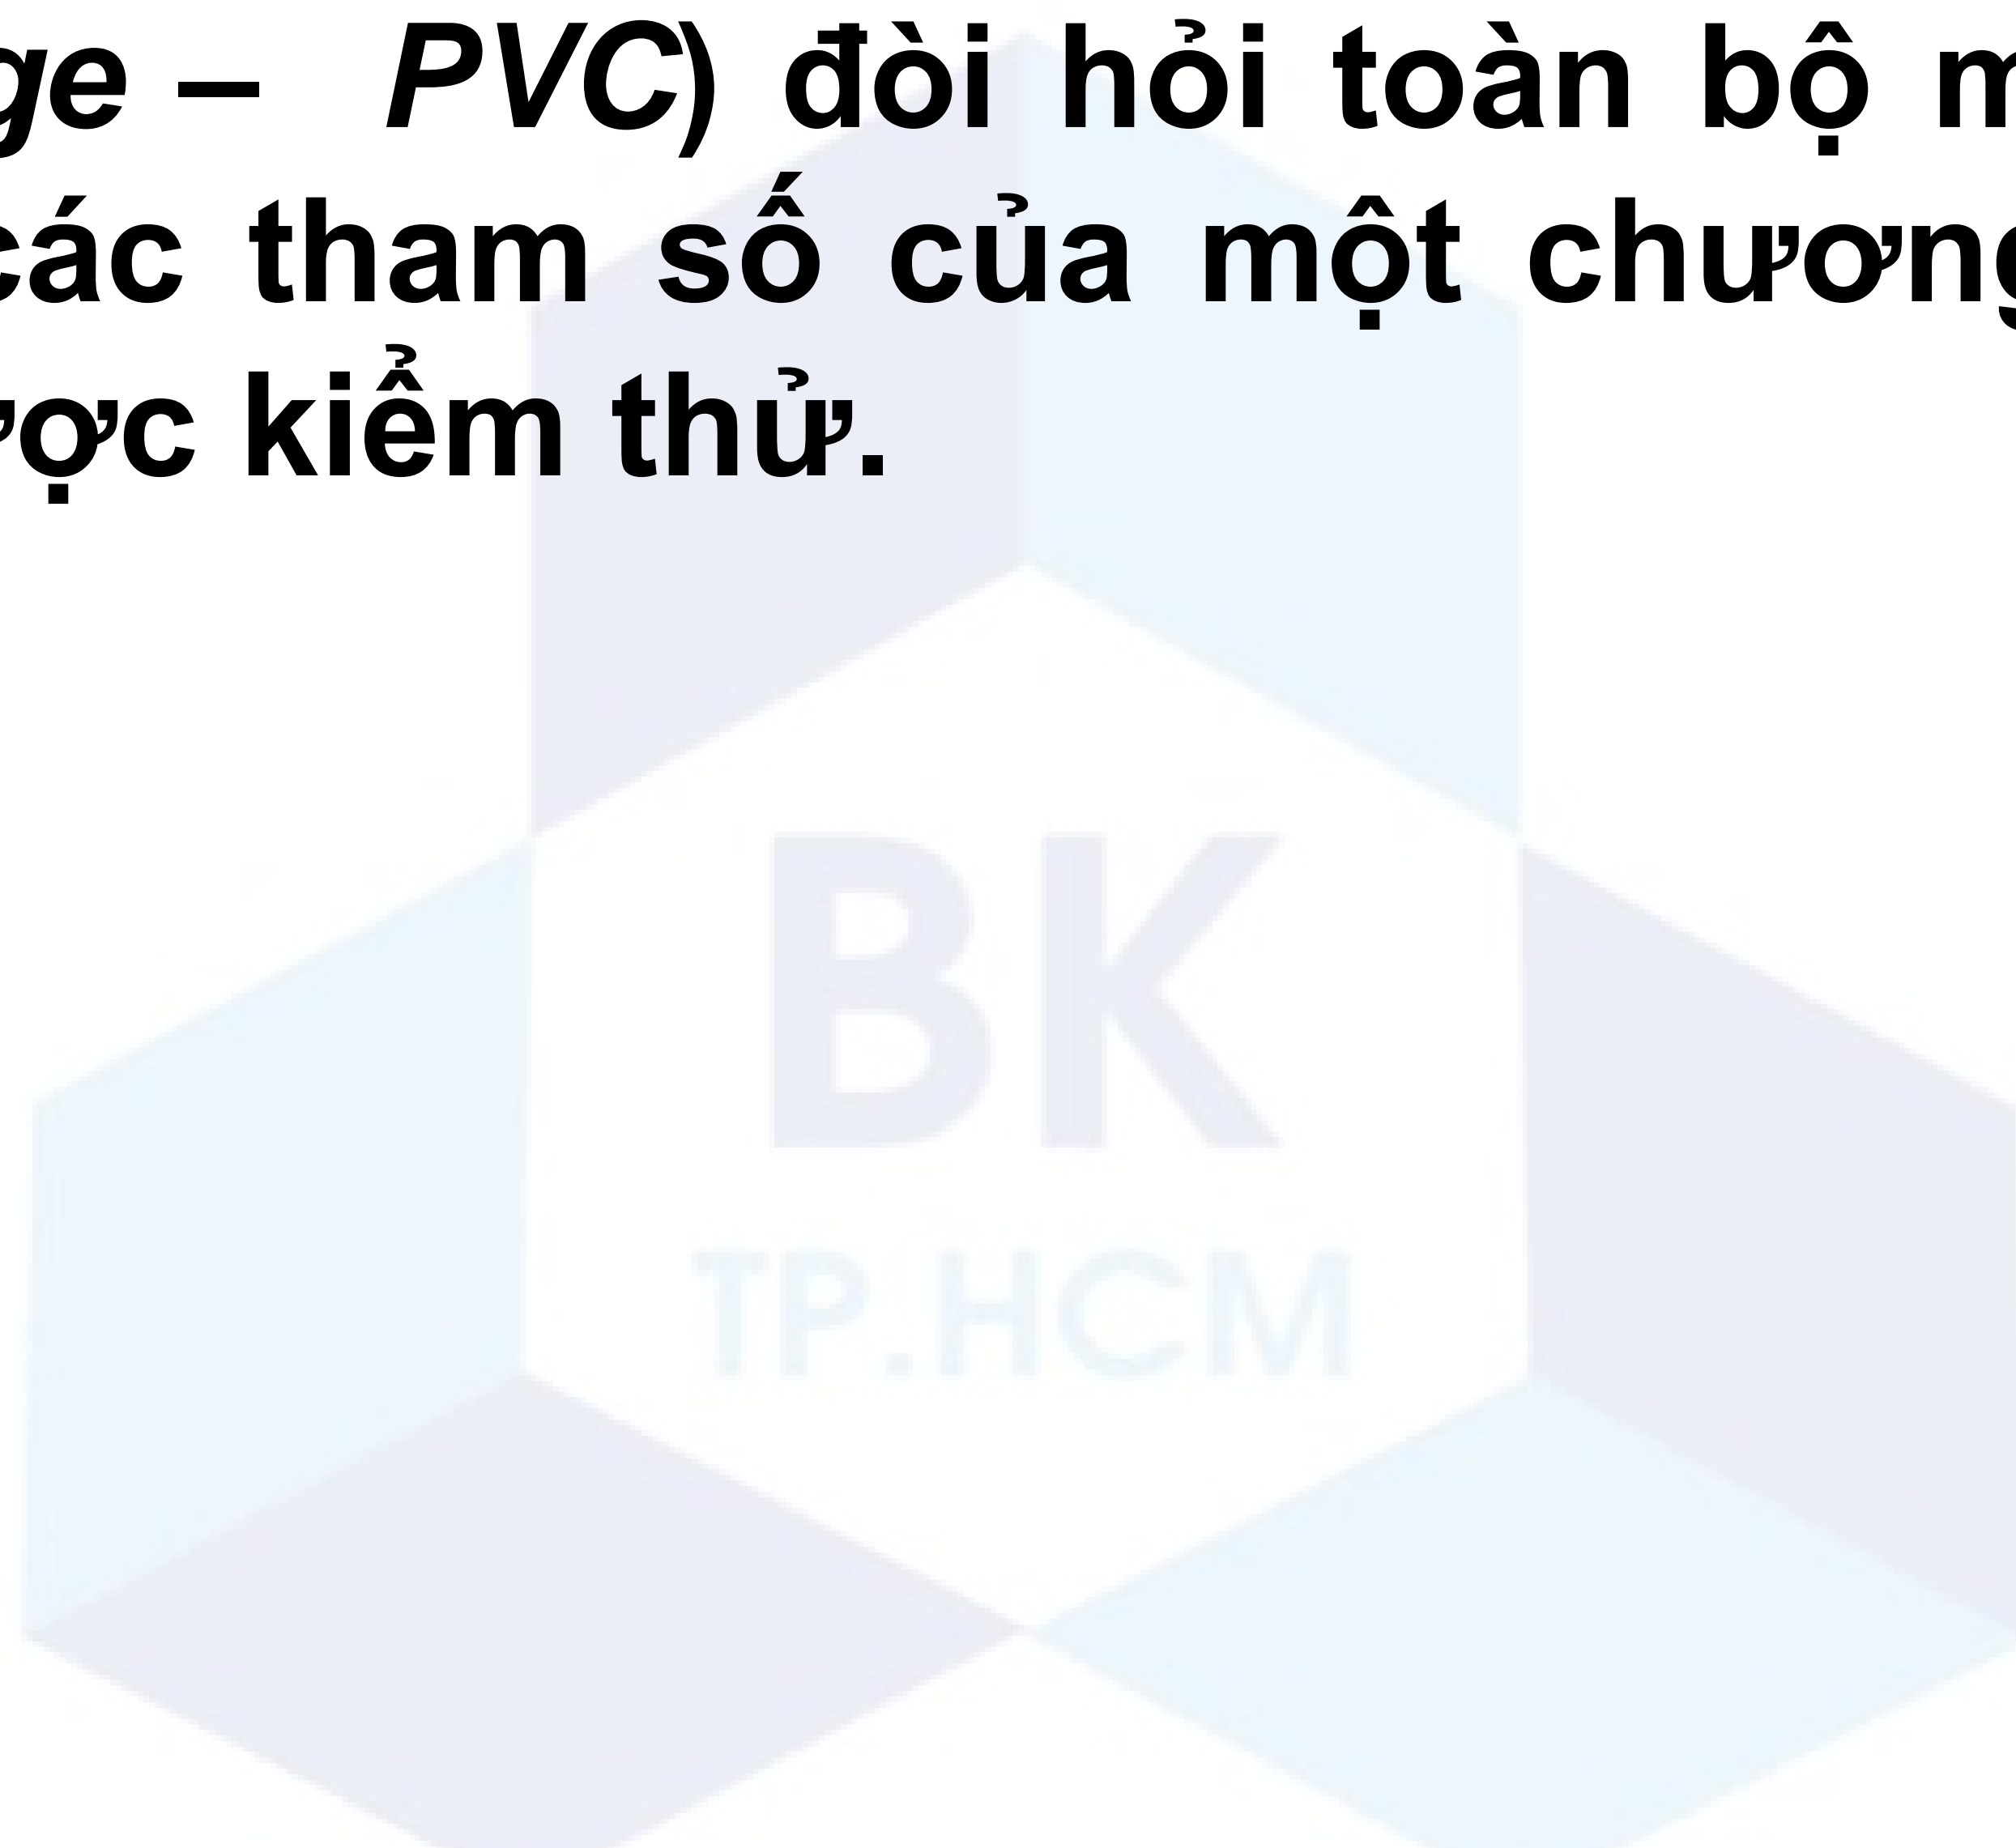 ge – PVC) đòi hỏi toàn bộ m
các tham số của một chương
ược kiểm thử.
BK
TP.HCM